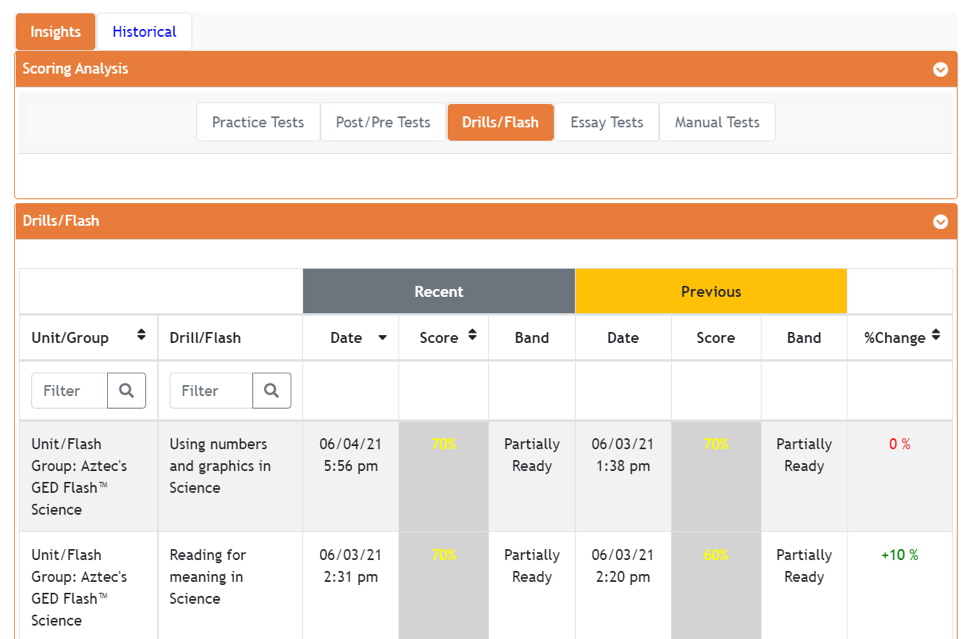 Insights Historical
Scoring Analysis
Practice Tests Post/Pre Tests Drills/Flash Essay Tests Manual Tests
Drills/Flash
Recent Previous
Unit/Group Drill/Flash Date Score Band Date Score Band %Change
Filter Filter
Unit/Flash Using numbers 06/04/21 70% Partially 06/03/21 70% Partially 0 %
Group: Aztec's and graphics in 5:56 pm Ready 1:38 pm Ready
GED Flash™ Science
Science
Unit/Flash Reading for 06/03/21 70% Partially 06/03/21 60% Partially +10 %
Group: Aztec's meaning in 2:31 pm Ready 2:20 pm Ready
GED Flash™ Science
Science